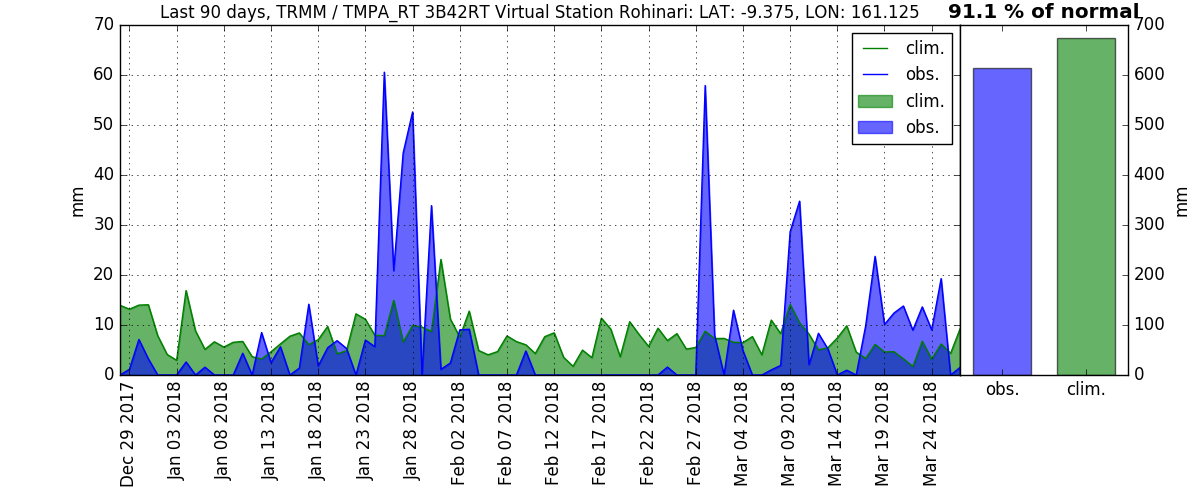 Last 90 days, TRMM / TMPA_RT 3B42RT Virtual Station Rohinari: LAT: -9.375, LON: 161.125
91.1 % of normal
70
60
50
40
30
20
10
0
mm
clim.
obs.
clim.
obs.
700
600
500
400
300
200
100
0
mm
obs.
clim.
Dec 29 2017
Jan 03 2018
Jan 08 2018
Jan 13 2018
Jan 18 2018
Jan 23 2018
Jan 28 2018
Feb 02 2018
Feb 07 2018
Feb 12 2018
Feb 17 2018
Feb 22 2018
Feb 27 2018
Mar 04 2018
Mar 09 2018
Mar 14 2018
Mar 19 2018
Mar 24 2018